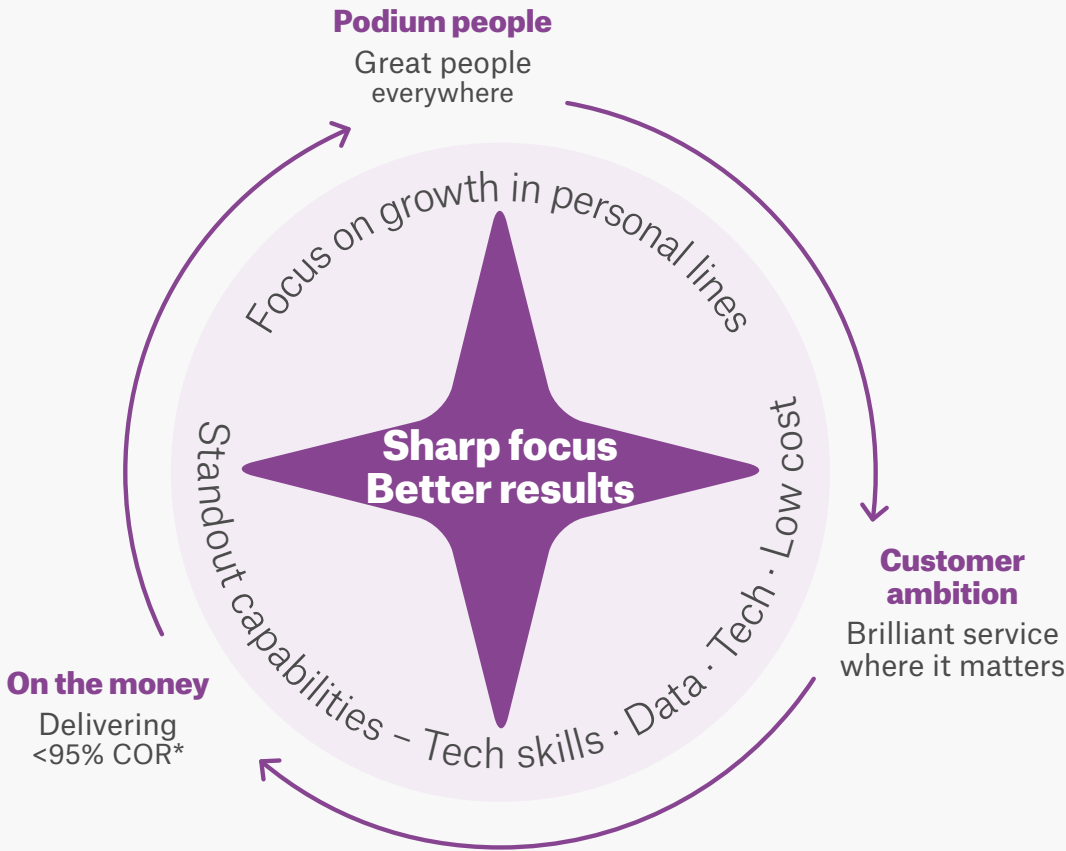 Podium people
Great people
everywhere
Focus on growth in personal lines
Sharp focus
Better results
Standout capabilities – Tech skills · Data · Tech · Low cost
Customer
ambition
Brilliant service
where it matters
On the money
Delivering
<95% COR*